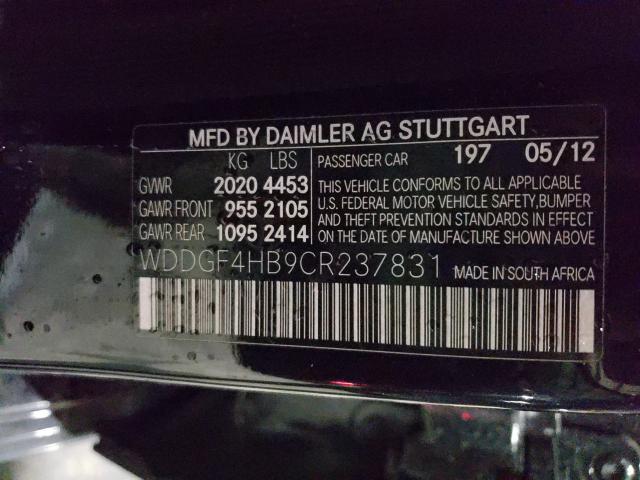 MFD BY DAIMLER AG STUTTGART
KG LBS
GVWR 2020 4453
GAWR FRONT 955 2105
GAWR REAR 1095 2414
PASSENGER CAR 197 05/12
THIS VEHICLE CONFORMS TO ALL APPLICABLE
U.S. FEDERAL MOTOR VEHICLE SAFETY,BUMPER
AND THEFT PREVENTION STANDARDS IN EFFECT
ON THE DATE OF MANUFACTURE SHOWN ABOVE
WDDGF4HB9CR237831 MADE IN SOUTH AFRICA